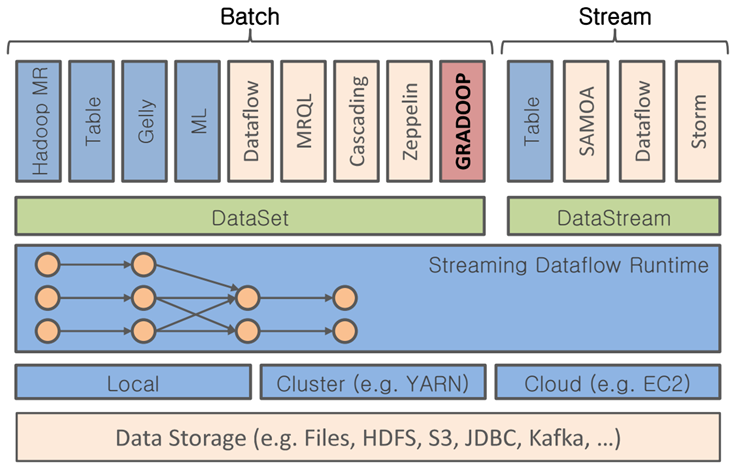 Batch
Stream
Hadoop MR
Table
Gelly
ML
Dataflow
MRQL
Cascading
Zeppelin
GRADOOP
Table
SAMOA
Dataflow
Storm
DataSet
DataStream
Streaming Dataflow Runtime
Local
Cluster (e.g. YARN)
Cloud (e.g. EC2)
Data Storage (e.g. Files, HDFS, S3, JDBC, Kafka, ...)